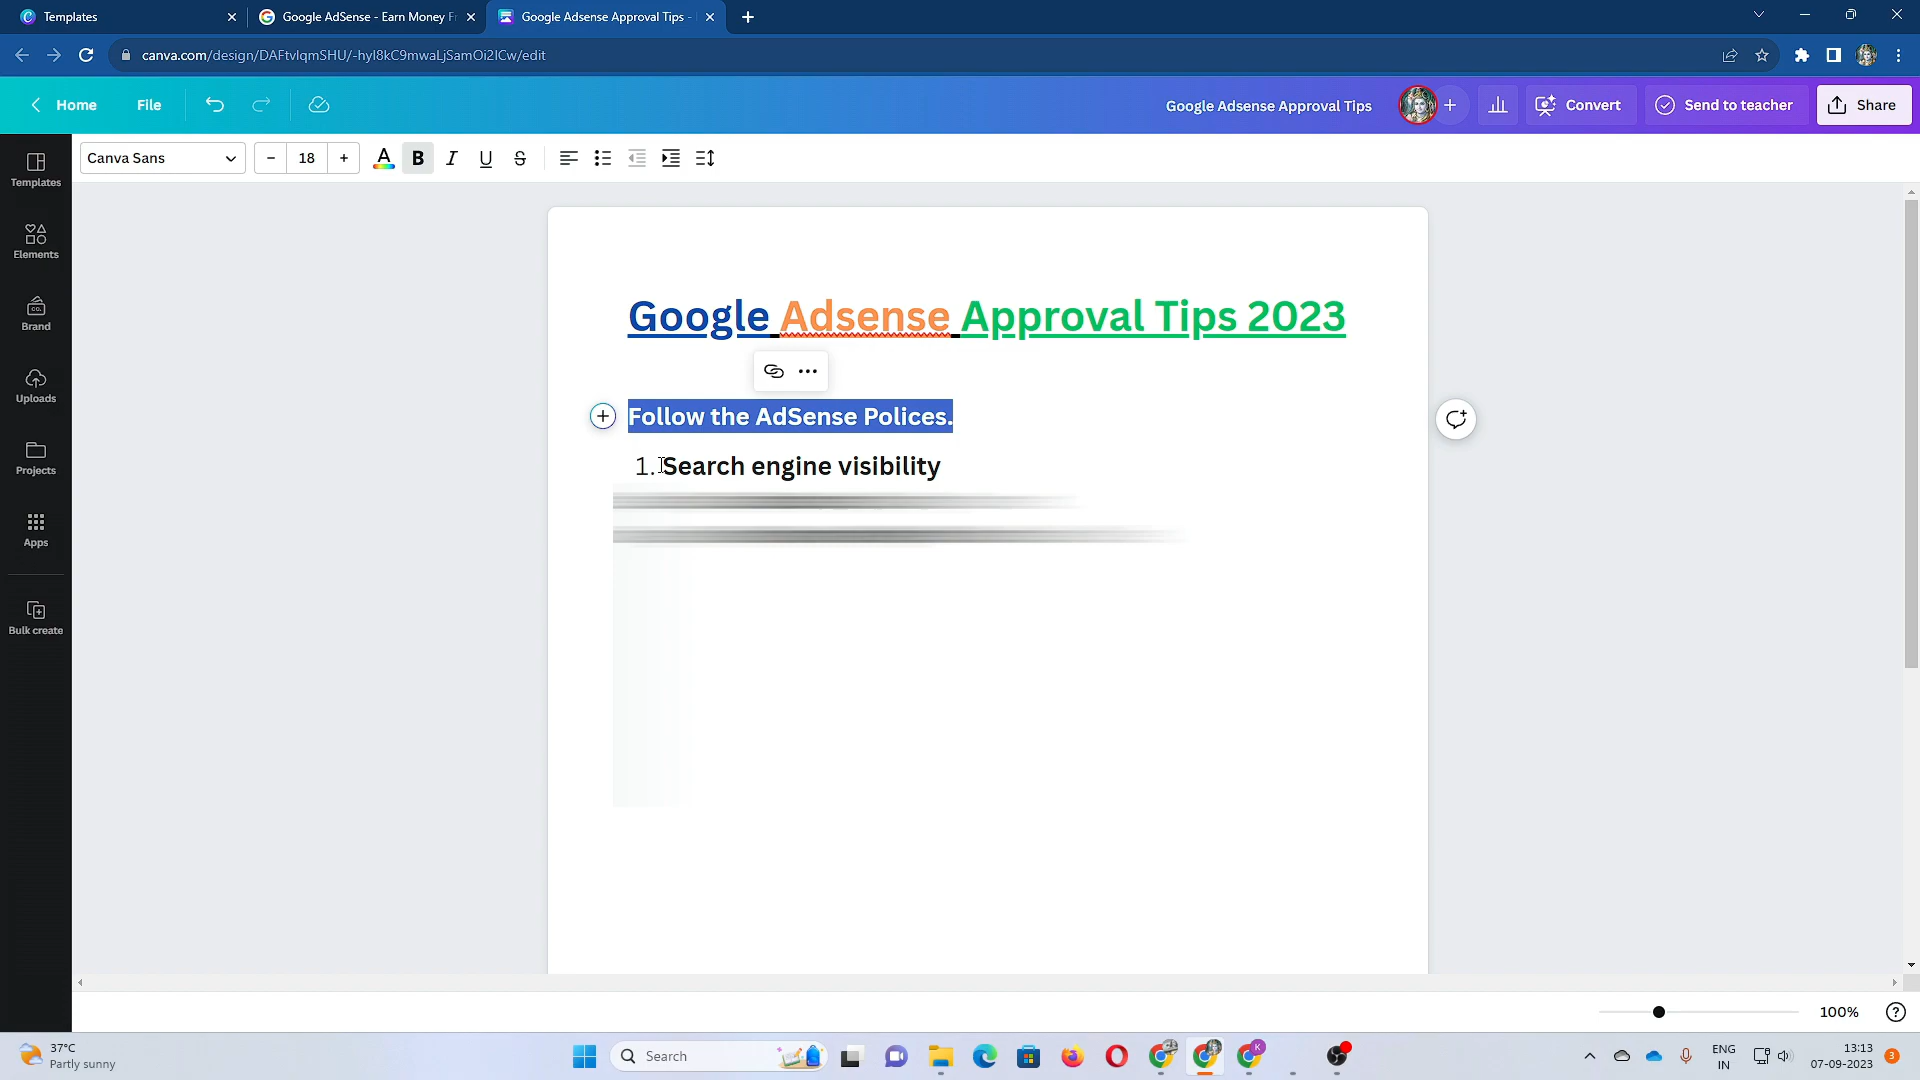 Templates
Google AdSense - Earn Money Fr
Google Adsense Approval Tips -
canva.com/design/DAFtvlqmSHU/-hyI8kC9mwaLjSamOi2ICw/edit
Home
File
Google Adsense Approval Tips
Convert
Send to teacher
Share
Canva Sans
- 18 +
A B I U S
Templates
Elements
Brand
Uploads
Projects
Apps
Bulk create
Google Adsense Approval Tips 2023
Follow the AdSense Polices.
1. Search engine visibility
100%
37°C
Partly sunny
Search
ENG
IN
13:13
07-09-2023
3